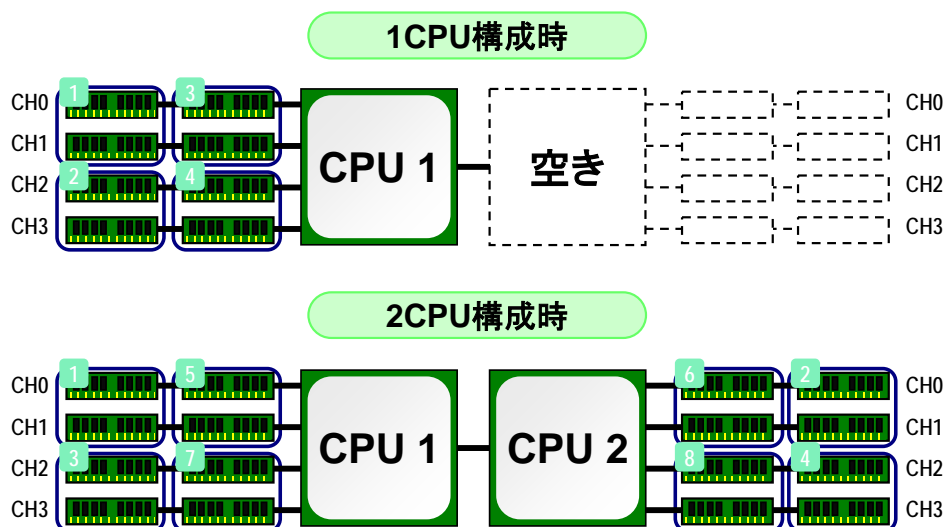 1CPU構成時
CH0 1 3 CH0
CH1 CH1
CPU 1 空き
CH2 2 4 CH2
CH3 CH3
2CPU構成時
CH0 1 5 6 2 CH0
CH1 CH1
CPU 1 CPU 2
CH2 3 7 8 4 CH2
CH3 CH3